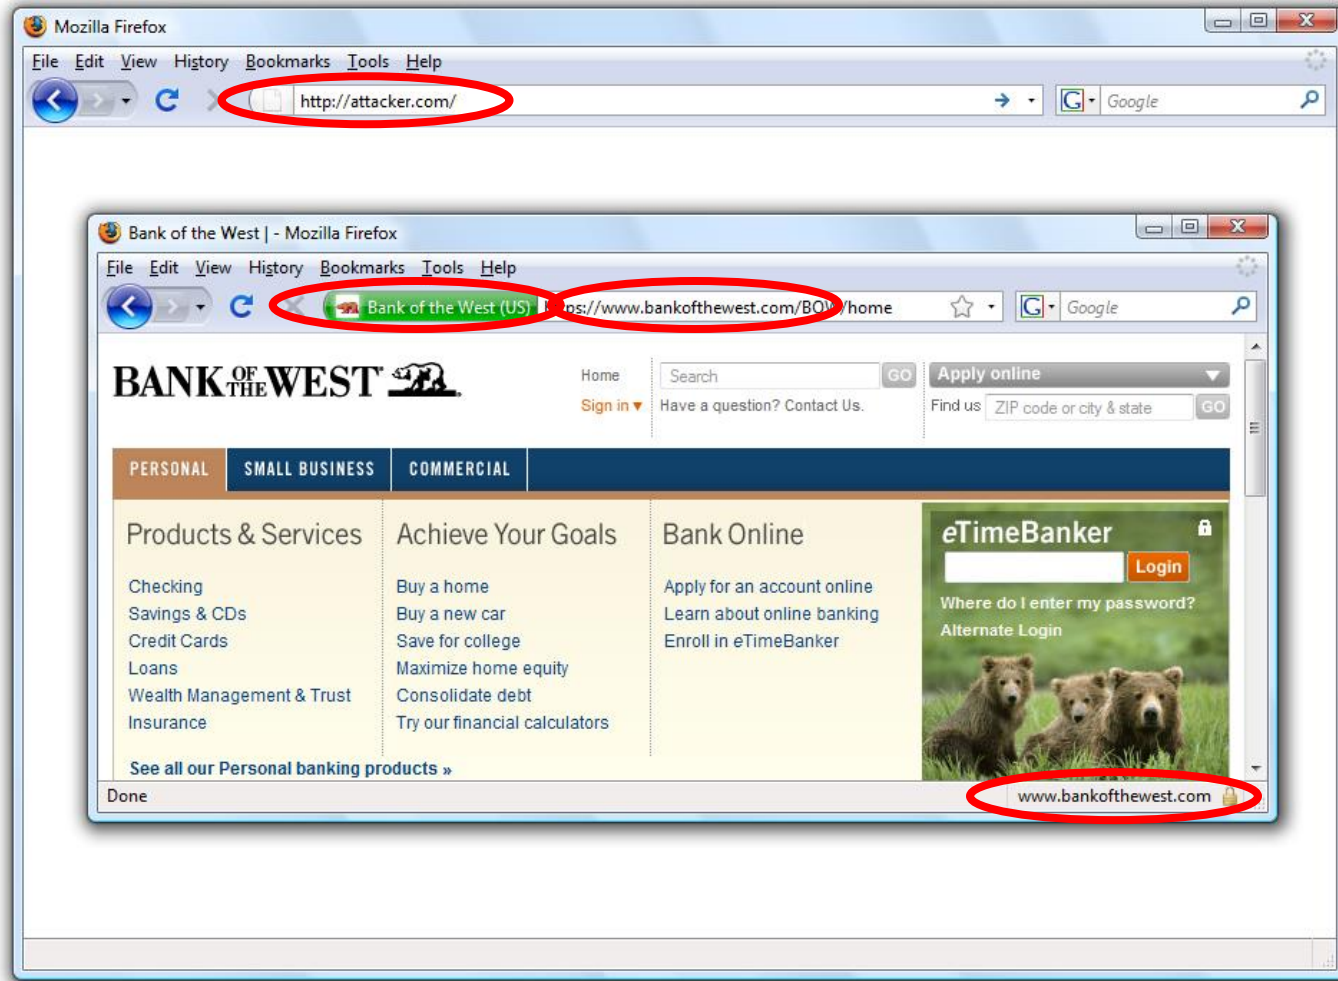 Mozilla Firefox
File Edit View History Bookmarks Tools Help
http://attacker.com/
G Google
Bank of the West | - Mozilla Firefox
File Edit View History Bookmarks Tools Help
Bank of the West (US) https://www.bankofthewest.com/BOW/home
G Google
BANK OF THE WEST
Home
Search GO
Apply online
Sign in
Have a question? Contact Us.
Find us ZIP code or city & state GO
PERSONAL SMALL BUSINESS COMMERCIAL
Products & Services
Checking
Savings & CDs
Credit Cards
Loans
Wealth Management & Trust
Insurance
See all our Personal banking products »
Achieve Your Goals
Buy a home
Buy a new car
Save for college
Maximize home equity
Consolidate debt
Try our financial calculators
Bank Online
Apply for an account online
Learn about online banking
Enroll in eTimeBanker
eTimeBanker
Login
Where do I enter my password?
Alternate Login
Done
www.bankofthewest.com